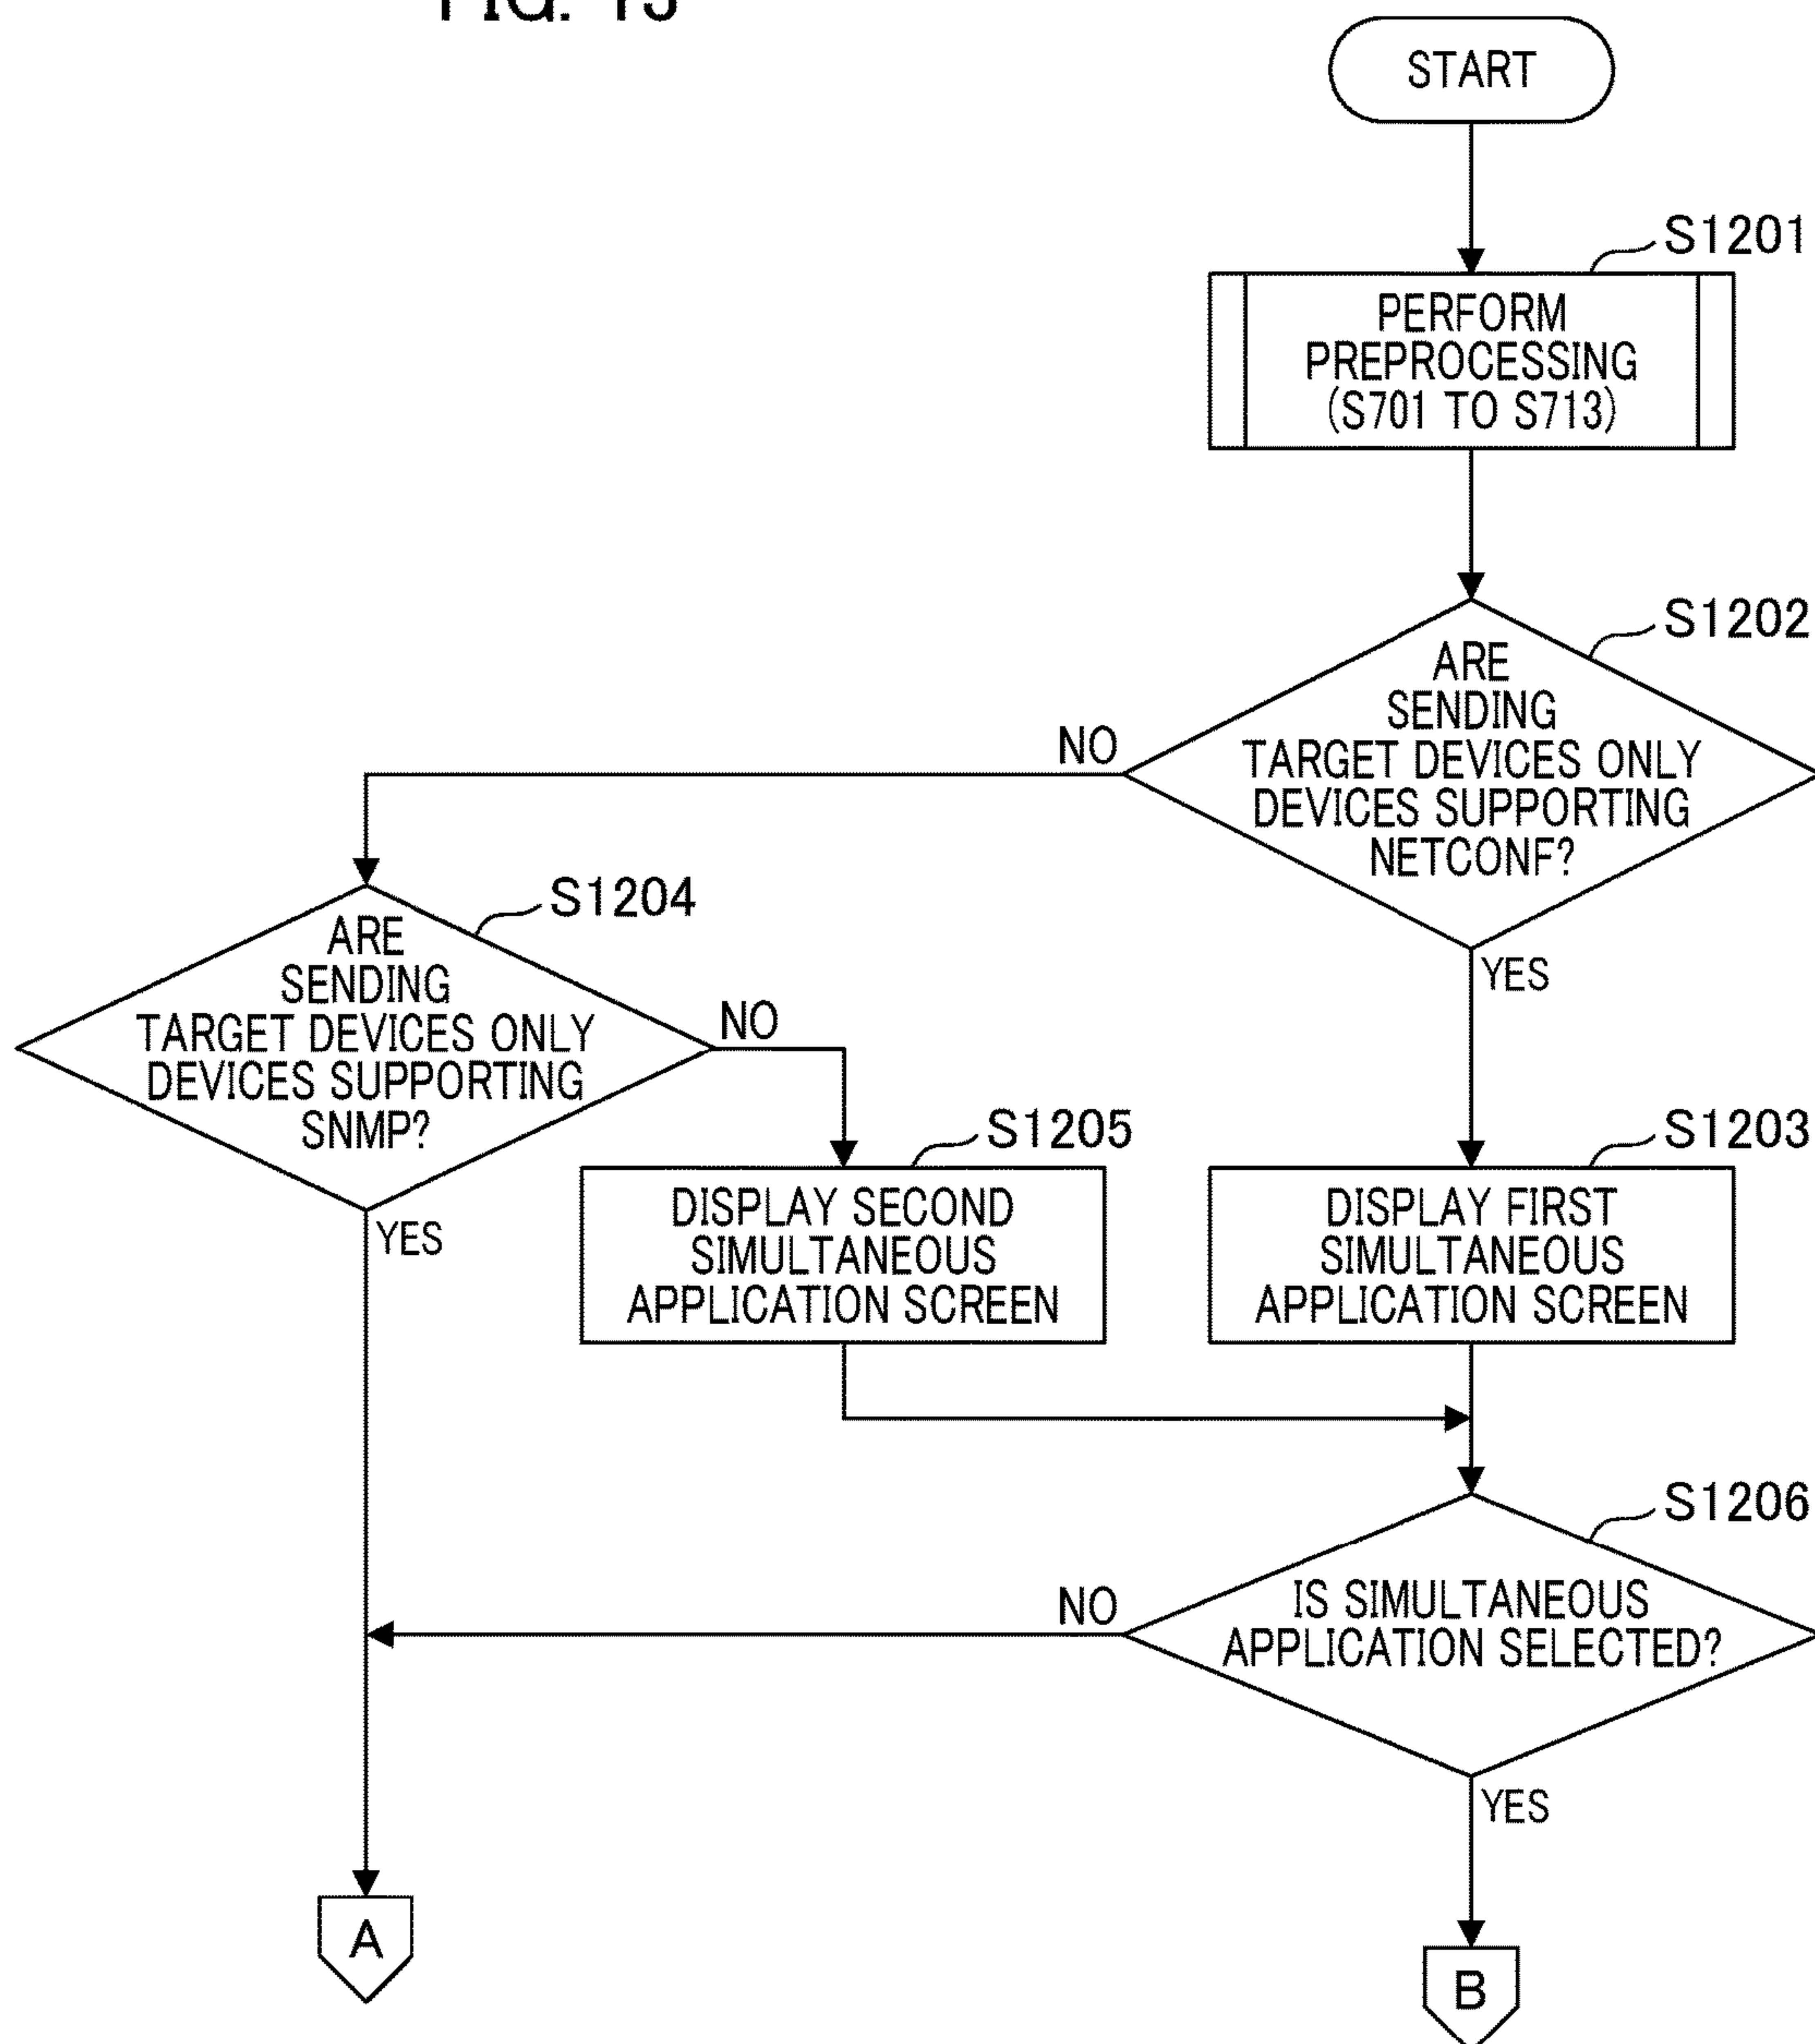 FIG. 13
START
S1201
PERFORM
PREPROCESSING
(S701 TO S713)
S1202
ARE
SENDING
TARGET DEVICES ONLY
DEVICES SUPPORTING
NETCONF?
NO
YES
S1204
ARE
SENDING
TARGET DEVICES ONLY
DEVICES SUPPORTING
SNMP?
NO
YES
S1205
DISPLAY SECOND
SIMULTANEOUS
APPLICATION SCREEN
S1203
DISPLAY FIRST
SIMULTANEOUS
APPLICATION SCREEN
S1206
IS SIMULTANEOUS
APPLICATION SELECTED?
NO
YES
A
B